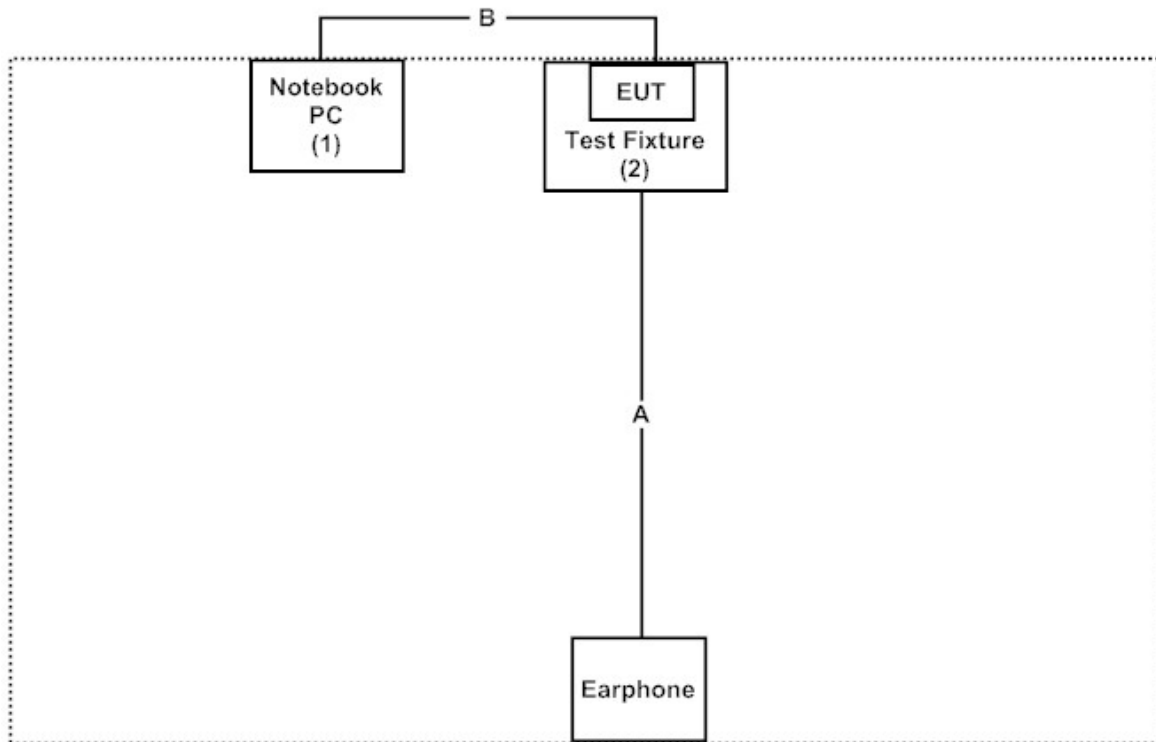 B
Notebook
PC
(1)
EUT
Test Fixture
(2)
A
Earphone